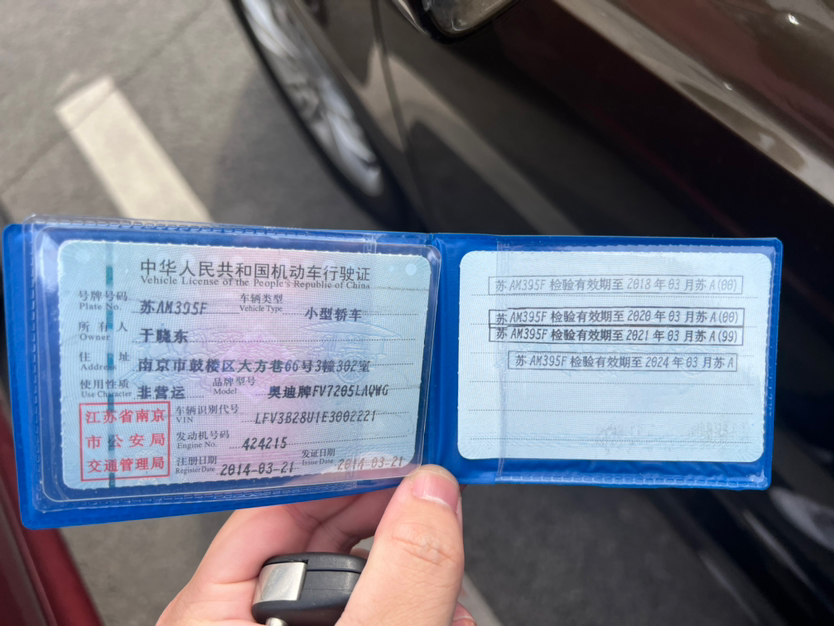 中华人民共和国机动车行驶证
Vehicle License of the People's Republic of China
号牌号码 苏AM395F 车辆类型 小型轿车
Plate No. Vehicle Type
所有人 于晓东
Owner
住址 南京市鼓楼区大方巷66号3幢302室
Address
使用性质 非营运 品牌型号 奥迪牌FV7205LAQWG
Use Character Model
江苏省南京
市公安局
交通管理局
车辆识别代号 LFV3B28U1E3002221
VIN
发动机号码 424215
Engine No.
注册日期 2014-03-21 发证日期 2014-03-21
Register Date Issue Date
苏AM395F检验有效期至2018年03月苏A(00)
苏AM395F检验有效期至2020年03月苏A(00)
苏AM395F检验有效期至2021年03月苏A(99)
苏AM395F检验有效期至2024年03月苏A